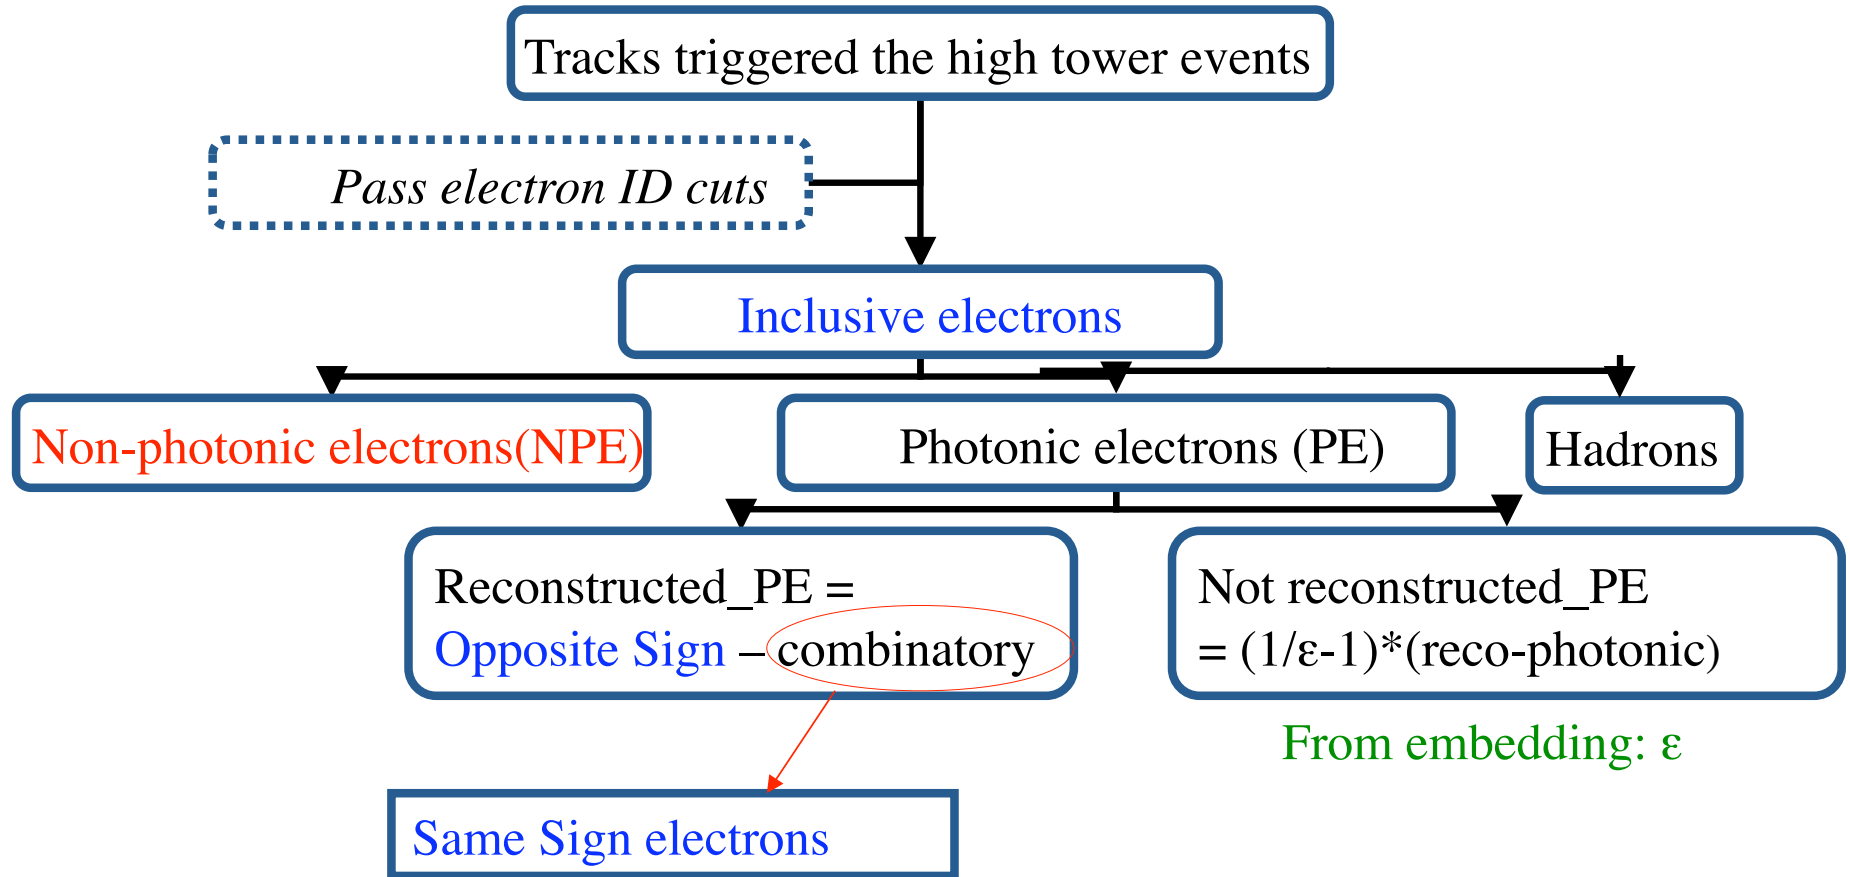 Tracks triggered the high tower events
Pass electron ID cuts
Inclusive electrons
Non-photonic electrons(NPE)
Photonic electrons (PE)
Hadrons
Reconstructed_PE =
Opposite Sign – combinatory
Not reconstructed_PE
= (1/ε-1)*(reco-photonic)
From embedding: ε
Same Sign electrons